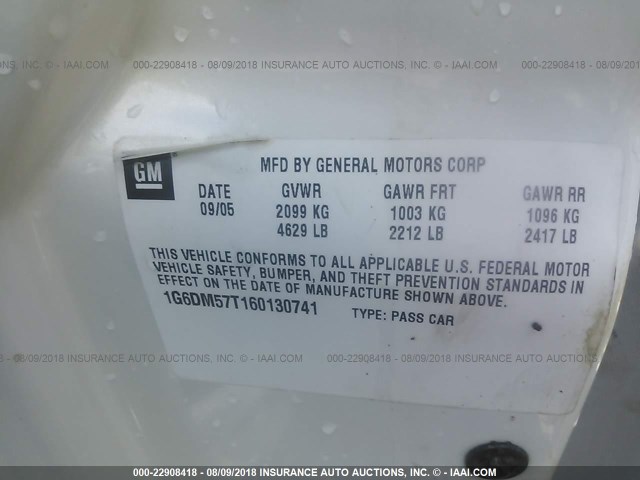 000-22908418 - 08/09/2018 INSURANCE AUTO AUCTIONS, INC. - ©IAAI.COM
GM
MFD BY GENERAL MOTORS CORP
DATE GVWR GAWR FRT GAWR RR
09/05 2099 KG 1003 KG 1096 KG
4629 LB 2212 LB 2417 LB
THIS VEHICLE CONFORMS TO ALL APPLICABLE U.S. FEDERAL MOTOR
VEHICLE SAFETY, BUMPER, AND THEFT PREVENTION STANDARDS IN
EFFECT ON THE DATE OF MANUFACTURE SHOWN ABOVE.
1G6DM57T160130741 TYPE: PASS CAR
000-22908418 - 08/09/2018 INSURANCE AUTO AUCTIONS, INC. - ©IAAI.COM
000-22908418 - 08/09/2018 INSURANCE AUTO AUCTIONS, INC. - ©IAAI.COM